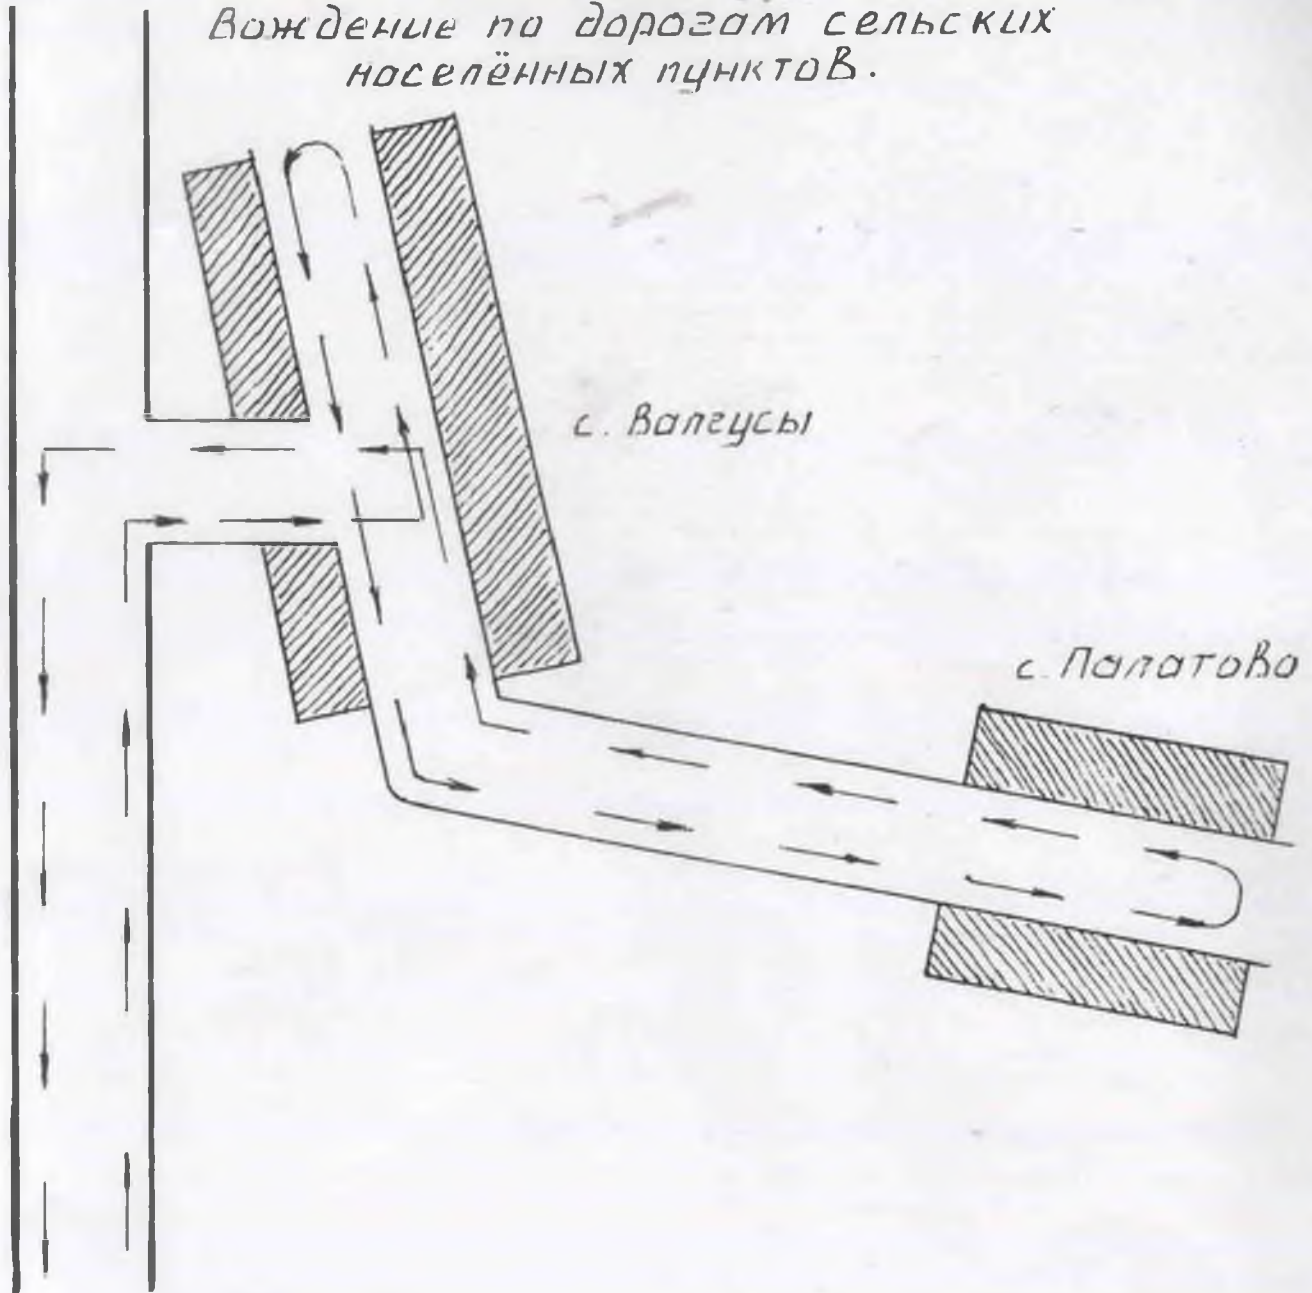 Вождение по дорогам сельских
населённых пунктов.
с. Валгусы
с. Палатово